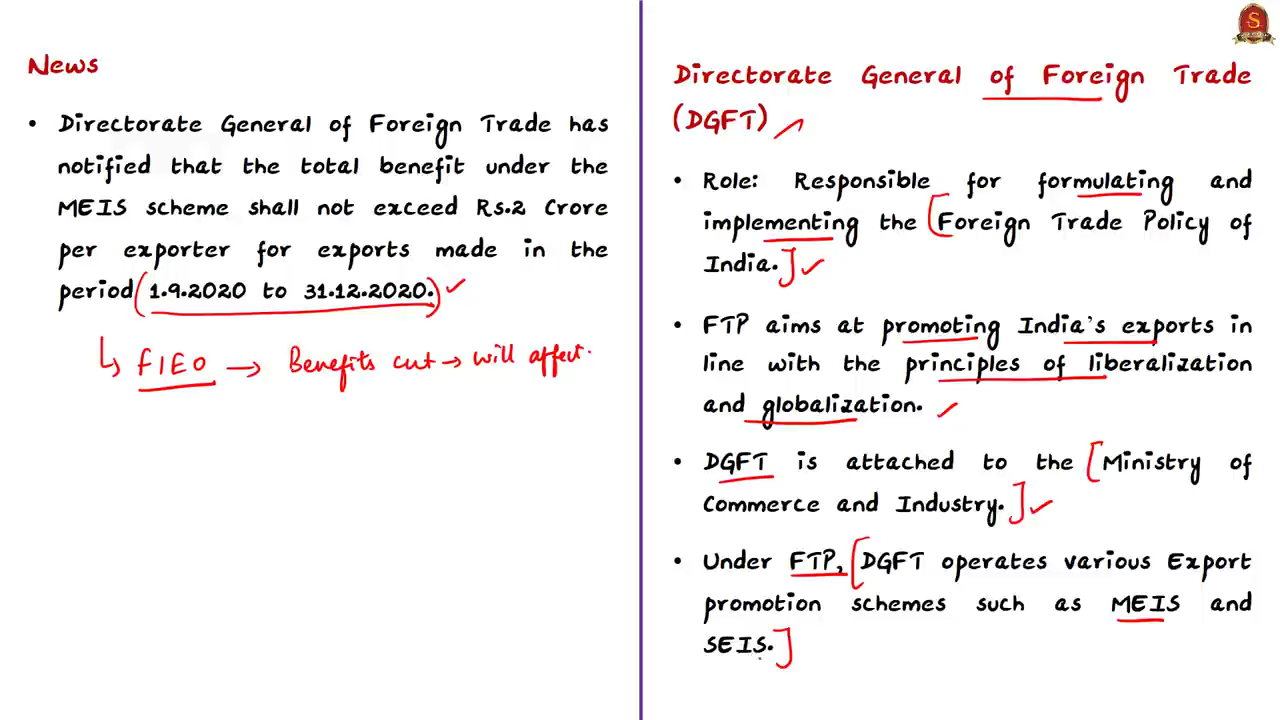 News
• Directorate General of Foreign Trade has
notified that the total benefit under the
MEIS scheme shall not exceed Rs.2 Crore
per exporter for exports made in the
period (1.9.2020 to 31.12.2020.)
↳ FIEO → Benefits cut → will affect.
Directorate General of Foreign Trade
(DGFT)
• Role: Responsible for formulating and
implementing the [Foreign Trade Policy of
India.]
• FTP aims at promoting India's exports in
line with the principles of liberalization
and globalization.
• DGFT is attached to the [Ministry of
Commerce and Industry.]
• Under FTP, [DGFT operates various Export
promotion schemes such as MEIS and
SEIS.]